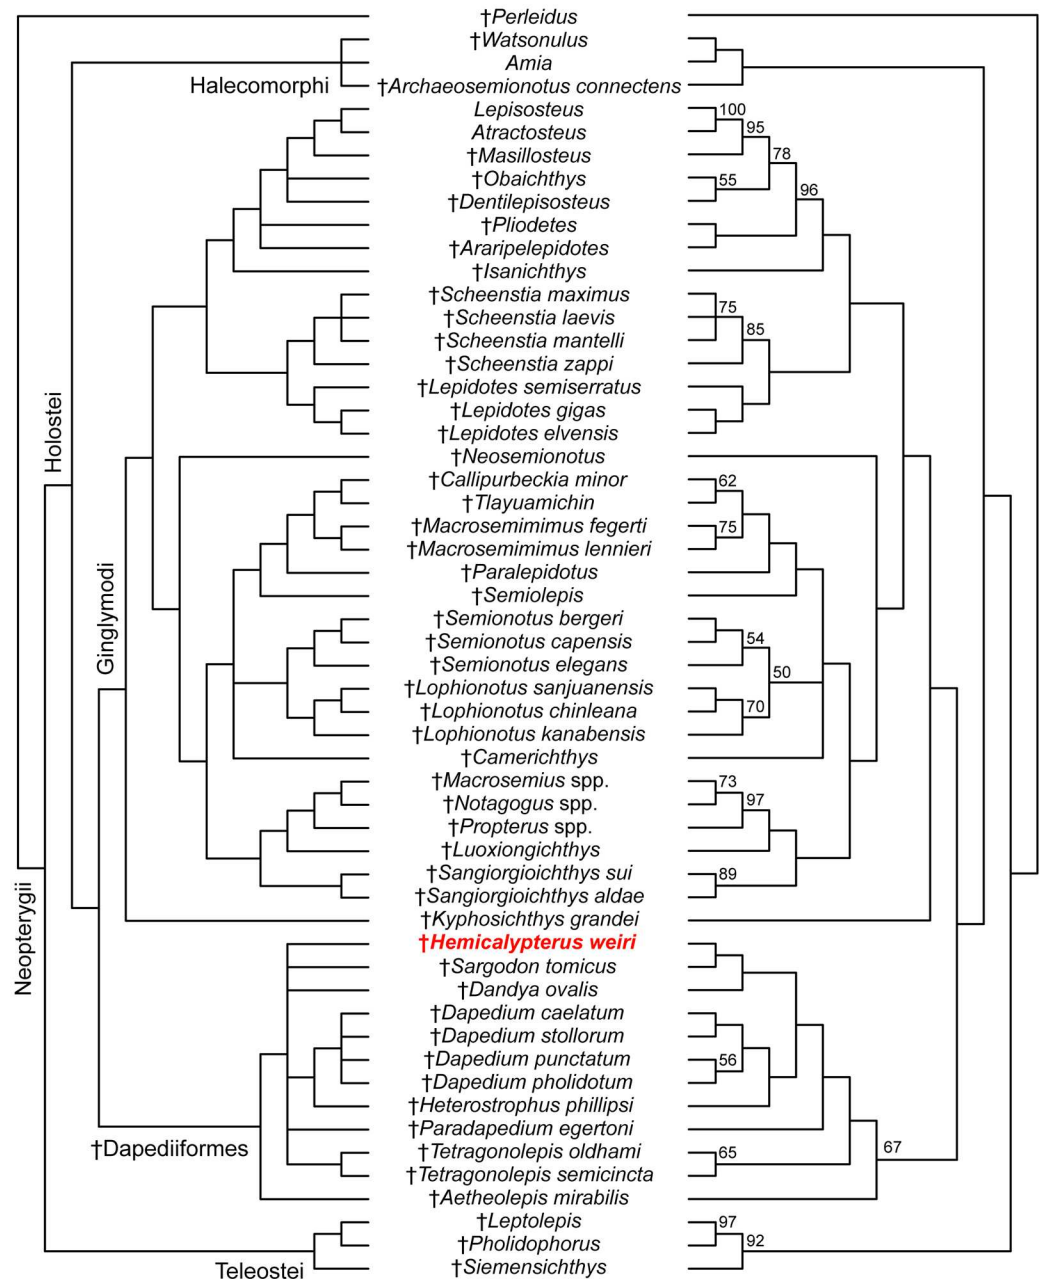 †Perleidus
†Watsonulus
Amia
Halecomorphi
†Archaeosemionotus connectens
Lepisosteus
100
Atractosteus
95
†Masillosteus
78
†Obaichthys
55
96
†Dentilepisosteus
†Pliodetes
†Araripelepidotes
†Isanichthys
†Scheenstia maximus
75
†Scheenstia laevis
85
†Scheenstia mantelli
†Scheenstia zappi
†Lepidotes semiserratus
†Lepidotes gigas
†Lepidotes elvensis
Holostei
†Neosemionotus
†Callipurbeckia minor
62
†Tlayuamichin
†Macrosemimimus fegerti
75
†Macrosemimimus lennieri
†Paralepidotus
†Semiolepis
Ginglymodi
†Semionotus bergeri
54
†Semionotus capensis
†Semionotus elegans
50
†Lophionotus sanjuanensis
70
†Lophionotus chinleana
†Lophionotus kanabensis
†Camerichthys
†Macrosemius spp.
73
†Notagogus spp.
97
†Propterus spp.
†Luoxiongichthys
†Sangiorgioichthys sui
89
†Sangiorgioichthys aldae
†Kyphosichthys grandei
Neopterygii
†Hemicalypterus weiri
†Sargodon tomicus
†Dandya ovalis
†Dapedium caelatum
†Dapedium stollorum
†Dapedium punctatum
56
†Dapedium pholidotum
†Heterostrophus phillipsi
†Paradapedium egertoni
†Dapediiformes
†Tetragonolepis oldhami
65
67
†Tetragonolepis semicincta
†Aetheolepis mirabilis
†Leptolepis
97
†Pholidophorus
92
Teleostei
†Siemensichthys